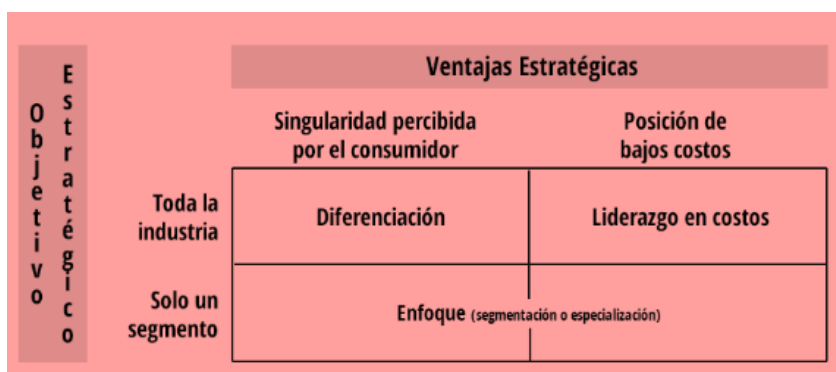 Objetivo
Estratégico
Ventajas Estratégicas
Singularidad percibida
por el consumidor
Posición de
bajos costos
Toda la
industria
Diferenciación
Liderazgo en costos
Solo un
segmento
Enfoque (segmentación o especialización)